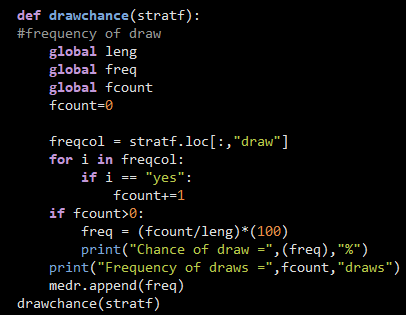 def drawchance(stratf):
#frequency of draw
    global leng
    global freq
    global fcount
    fcount=0

    freqcol = stratf.loc[:,"draw"]
    for i in freqcol:
        if i == "yes":
            fcount+=1
    if fcount>0:
        freq = (fcount/leng)*(100)
        print("Chance of draw =",(freq),"%")
    print("Frequency of draws =",fcount,"draws")
    medr.append(freq)
drawchance(stratf)